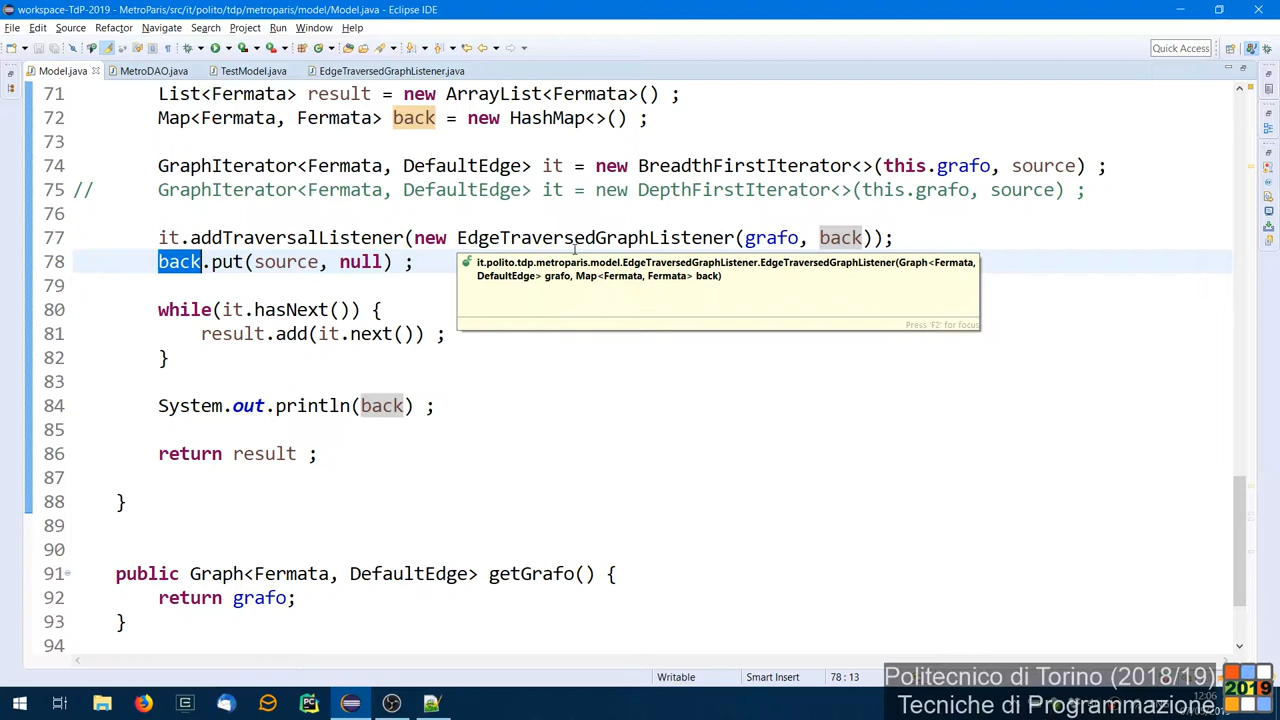 workspace-TdP-2019 - MetroParis/src/it/polito/tdp/metroparis/model/Model.java - Eclipse IDE
File Edit Source Refactor Navigate Search Project Run Window Help
Quick Access
Model.java MetroDAO.java TestModel.java EdgeTraversedGraphListener.java
71 List<Fermata> result = new ArrayList<Fermata>() ;
72 Map<Fermata, Fermata> back = new HashMap<>() ;
73
74 GraphIterator<Fermata, DefaultEdge> it = new BreadthFirstIterator<>(this.grafo, source) ;
75 // GraphIterator<Fermata, DefaultEdge> it = new DepthFirstIterator<>(this.grafo, source) ;
76
77 it.addTraversalListener(new EdgeTraversedGraphListener(grafo, back));
78 back.put(source, null) ;
it.polito.tdp.metroparis.model.EdgeTraversedGraphListener.EdgeTraversedGraphListener(Graph<Fermata,
DefaultEdge> grafo, Map<Fermata, Fermata> back)
79
80 while(it.hasNext()) {
Press 'F2' for focus
81 result.add(it.next()) ;
82 }
83
84 System.out.println(back) ;
85
86 return result ;
87
88 }
89
90
91 public Graph<Fermata, DefaultEdge> getGrafo() {
92 return grafo;
93 }
94
Writable Smart Insert 78 : 13
Politecnico di Torino (2018/19)
Tecniche di Programmazione
2019
12:06